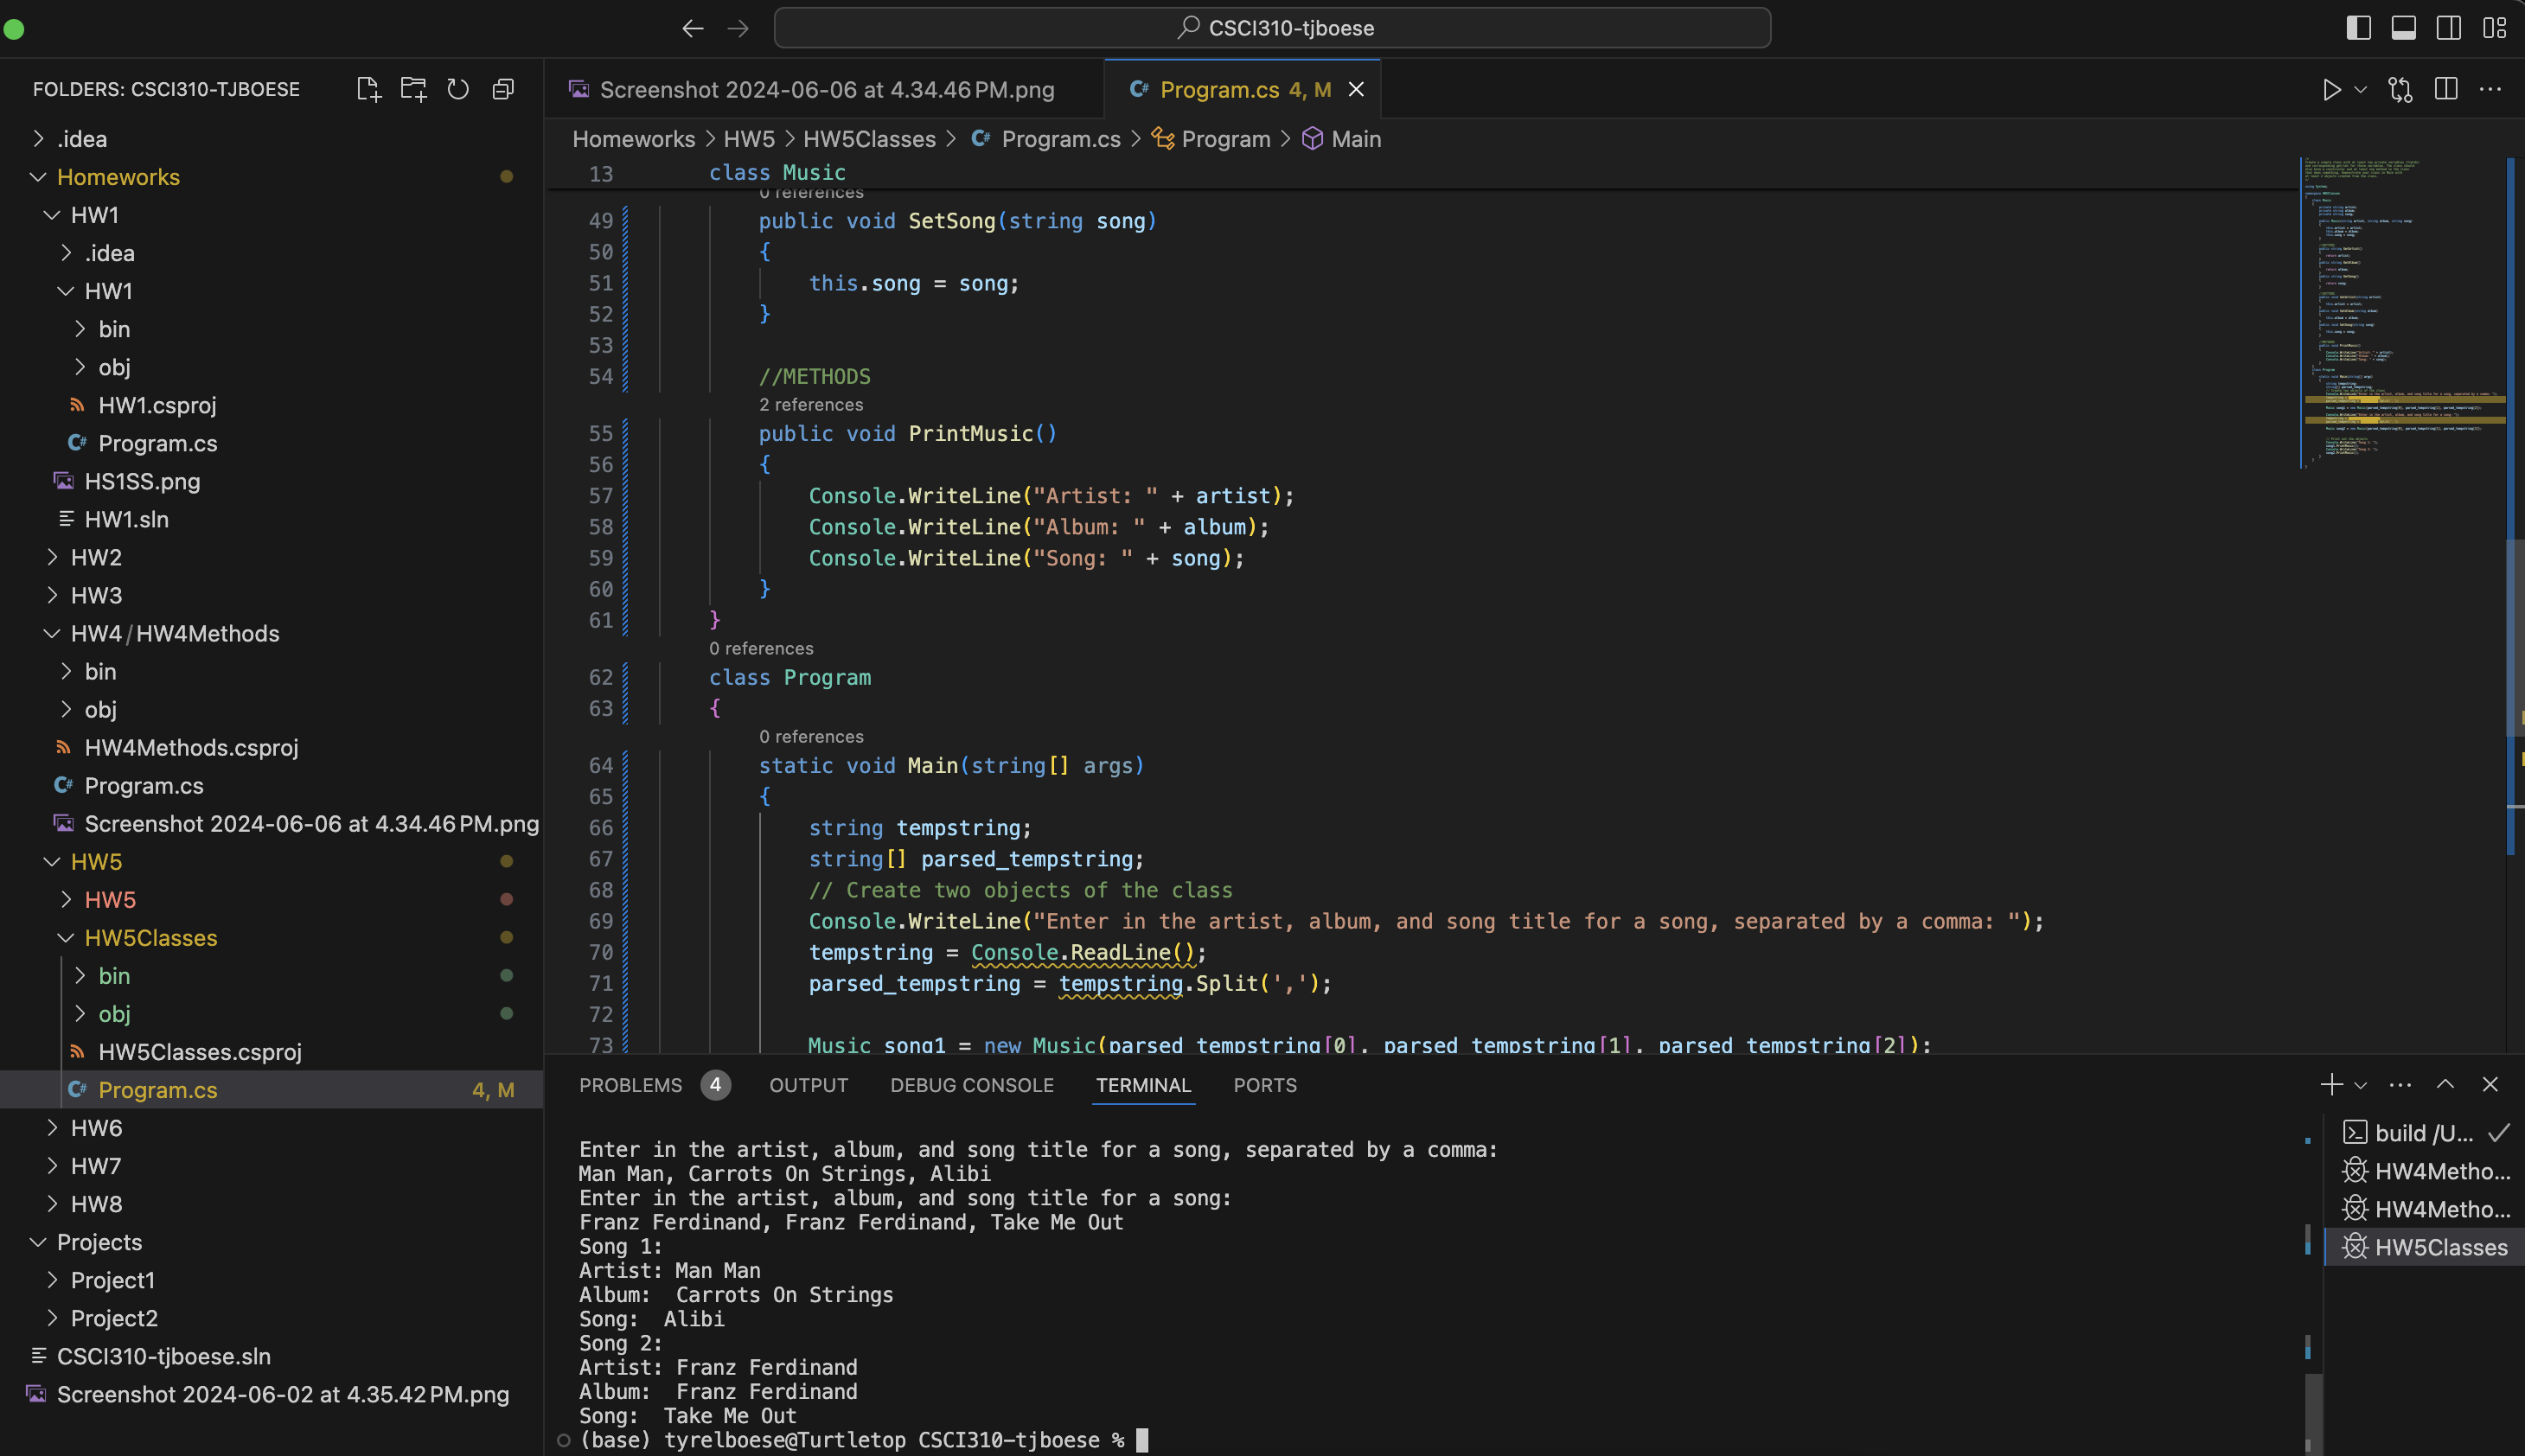 CSCI310-tjboese
FOLDERS: CSCI310-TJBOESE
.idea
Homeworks
HW1
.idea
HW1
bin
obj
HW1.csproj
Program.cs
HS1SS.png
HW1.sln
HW2
HW3
HW4/HW4Methods
bin
obj
HW4Methods.csproj
Program.cs
Screenshot 2024-06-06 at 4.34.46 PM.png
HW5
HW5
HW5Classes
bin
obj
HW5Classes.csproj
Program.cs 4, M
HW6
HW7
HW8
Projects
Project1
Project2
CSCI310-tjboese.sln
Screenshot 2024-06-02 at 4.35.42 PM.png
Screenshot 2024-06-06 at 4.34.46 PM.png
Program.cs 4, M
Homeworks > HW5 > HW5Classes > Program.cs > Program > Main
13 class Music
0 references
49 public void SetSong(string song)
50 {
51 this.song = song;
52 }
53
54 //METHODS
2 references
55 public void PrintMusic()
56 {
57 Console.WriteLine("Artist: " + artist);
58 Console.WriteLine("Album: " + album);
59 Console.WriteLine("Song: " + song);
60 }
61 }
0 references
62 class Program
63 {
0 references
64 static void Main(string[] args)
65 {
66 string tempstring;
67 string[] parsed_tempstring;
68 // Create two objects of the class
69 Console.WriteLine("Enter in the artist, album, and song title for a song, separated by a comma: ");
70 tempstring = Console.ReadLine();
71 parsed_tempstring = tempstring.Split(',');
72
73 Music song1 = new Music(parsed_tempstring[0], parsed_tempstring[1], parsed_tempstring[2]);
PROBLEMS 4 OUTPUT DEBUG CONSOLE TERMINAL PORTS
Enter in the artist, album, and song title for a song, separated by a comma:
Man Man, Carrots On Strings, Alibi
Enter in the artist, album, and song title for a song:
Franz Ferdinand, Franz Ferdinand, Take Me Out
Song 1:
Artist: Man Man
Album:  Carrots On Strings
Song:  Alibi
Song 2:
Artist: Franz Ferdinand
Album:  Franz Ferdinand
Song:  Take Me Out
(base) tyrelboese@Turtletop CSCI310-tjboese %
build /U...
HW4Metho...
HW4Metho...
HW5Classes